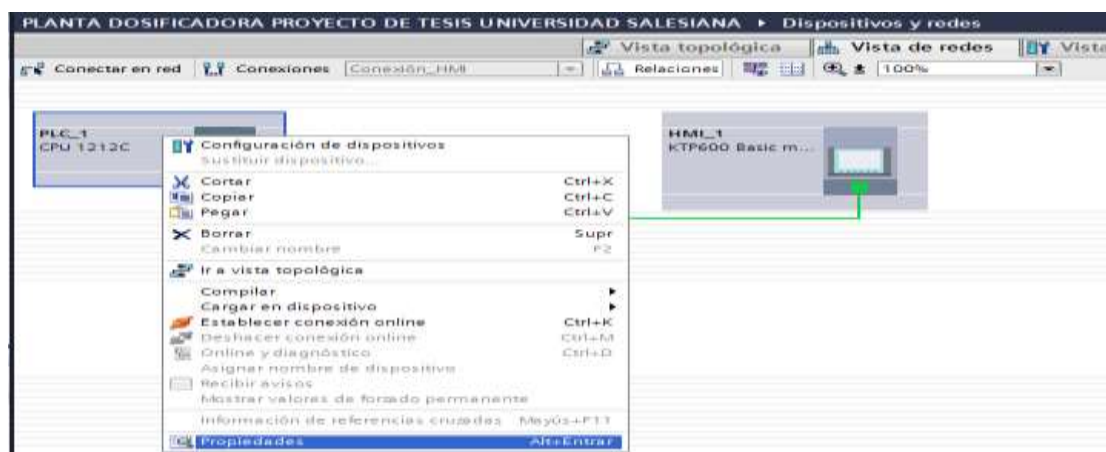 PLANTA DOSIFICADORA PROYECTO DE TESIS UNIVERSIDAD SALESIANA ▸ Dispositivos y redes
Vista topológica Vista de redes Vista
Conectar en red Conexiones Conexión_HMI Relaciones 100%
PLC_1
CPU 1212C
HMI_1
KTP600 Basic m...
Configuración de dispositivos
Sustituir dispositivo...
Cortar Ctrl+X
Copiar Ctrl+C
Pegar Ctrl+V
Borrar Supr
Cambiar nombre F2
Ir a vista topológica
Compilar
Cargar en dispositivo
Establecer conexión online Ctrl+K
Deshacer conexión online Ctrl+M
Online y diagnóstico Ctrl+D
Asignar nombre de dispositivo
Recibir avisos
Mostrar valores de forzado permanente
Información de referencias cruzadas Mayús+F11
Propiedades Alt+Entrar